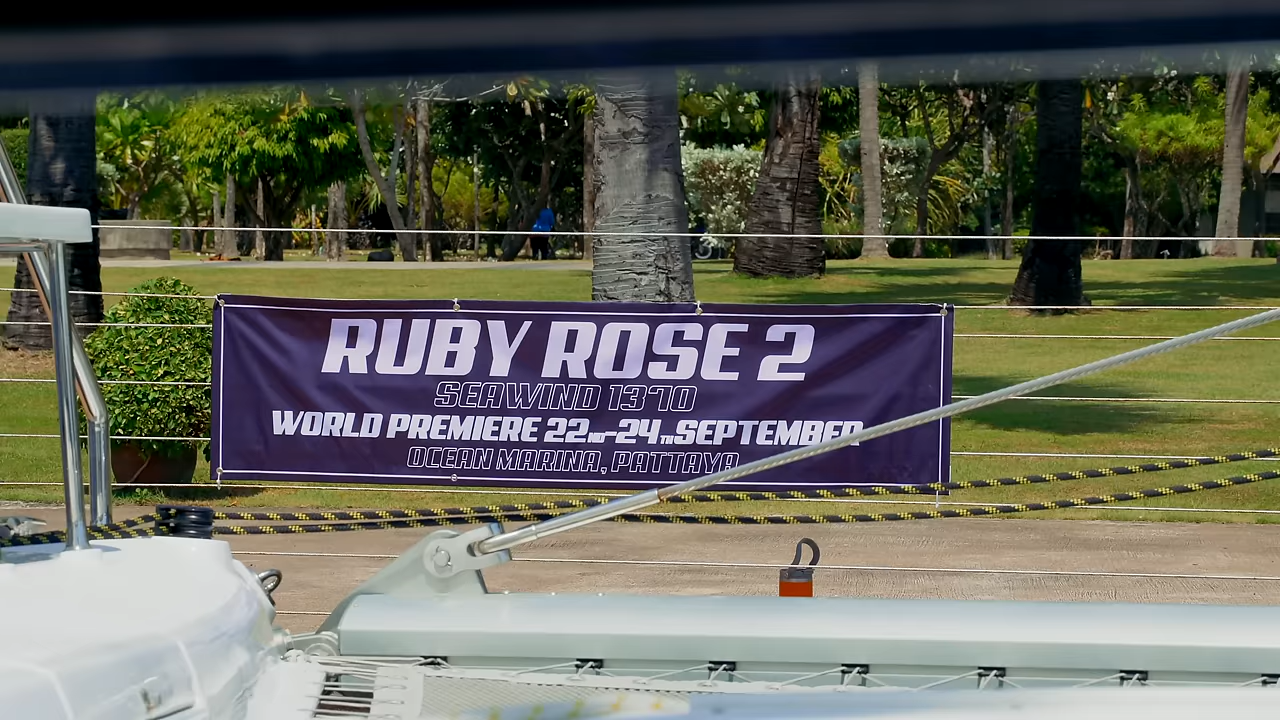 RUBY ROSE 2
SEAWIND 1370
WORLD PREMIERE 22ND-24TH SEPTEMBER
OCEAN MARINA, PATTAYA